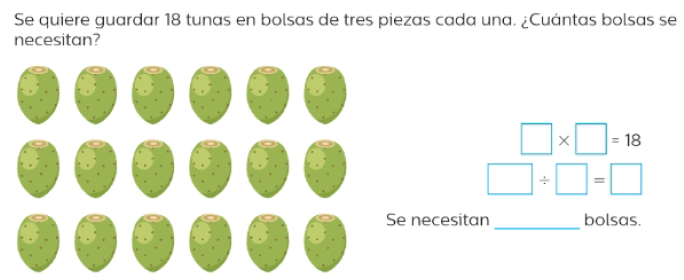 Se quiere guardar 18 tunas en bolsas de tres piezas cada una. ¿Cuántas bolsas se
necesitan?
× = 18
÷ =
Se necesitan ________ bolsas.